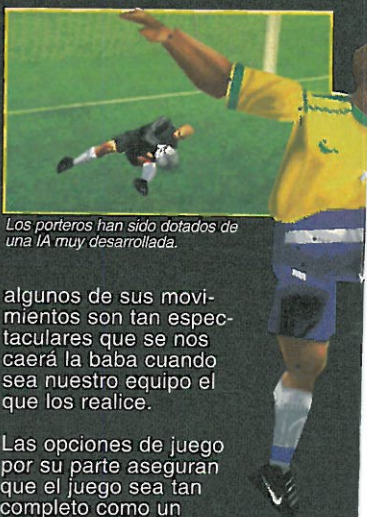 Los porteros han sido dotados de
una IA muy desarrollada.
algunos de sus movi-
mientos son tan espec-
taculares que se nos
caerá la baba cuando
sea nuestro equipo el
que los realice.
Las opciones de juego
por su parte aseguran
que el juego sea tan
completo como un